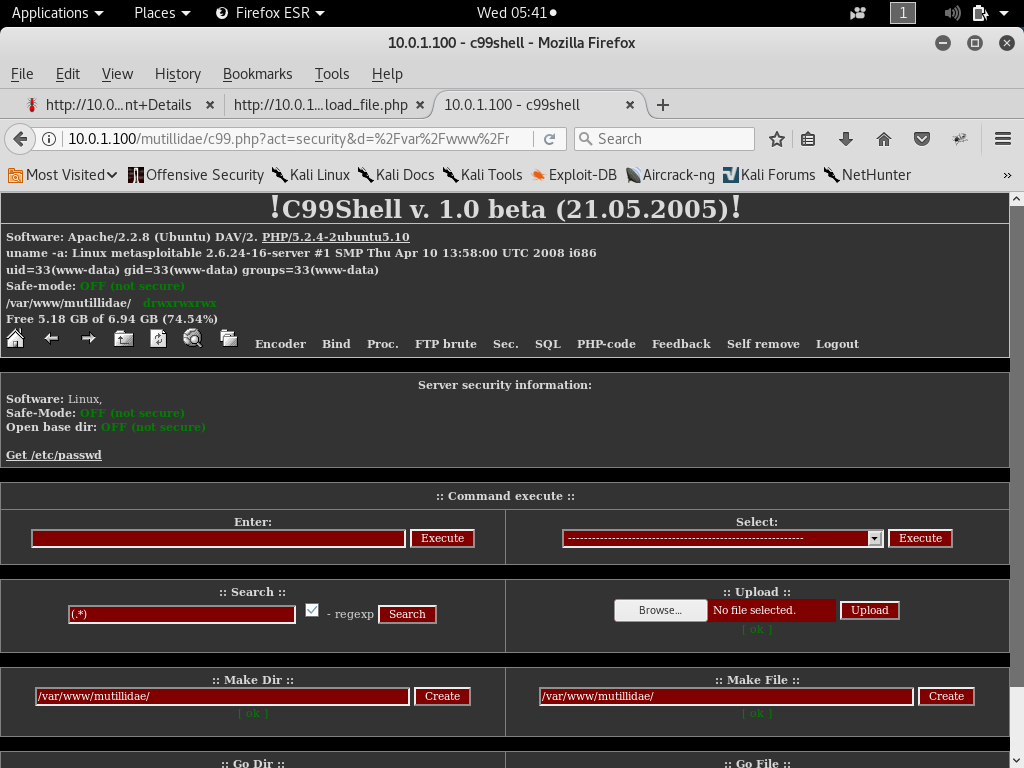 Applications Places Firefox ESR Wed 05:41 1
10.0.1.100 - c99shell - Mozilla Firefox
File Edit View History Bookmarks Tools Help
http://10.0...nt+Details × http://10.0.1...load_file.php × 10.0.1.100 - c99shell × +
10.0.1.100/mutillidae/c99.php?act=security&d=%2Fvar%2Fwww%2Fr Search
Most Visited Offensive Security Kali Linux Kali Docs Kali Tools Exploit-DB Aircrack-ng Kali Forums NetHunter »
!C99Shell v. 1.0 beta (21.05.2005)!
Software: Apache/2.2.8 (Ubuntu) DAV/2. PHP/5.2.4-2ubuntu5.10
uname -a: Linux metasploitable 2.6.24-16-server #1 SMP Thu Apr 10 13:58:00 UTC 2008 i686
uid=33(www-data) gid=33(www-data) groups=33(www-data)
Safe-mode: OFF (not secure)
/var/www/mutillidae/ drwxrwxrwx
Free 5.18 GB of 6.94 GB (74.54%)
Encoder Bind Proc. FTP brute Sec. SQL PHP-code Feedback Self remove Logout
Server security information:
Software: Linux,
Safe-Mode: OFF (not secure)
Open base dir: OFF (not secure)
Get /etc/passwd
:: Command execute ::
Enter: Select:
Execute ----------------------------------------------------------- Execute
:: Search :: :: Upload ::
(.*) - regexp Search Browse... No file selected. Upload
[ ok ]
:: Make Dir :: :: Make File ::
/var/www/mutillidae/ Create /var/www/mutillidae/ Create
[ ok ] [ ok ]
:: Go Dir :: :: Go File ::